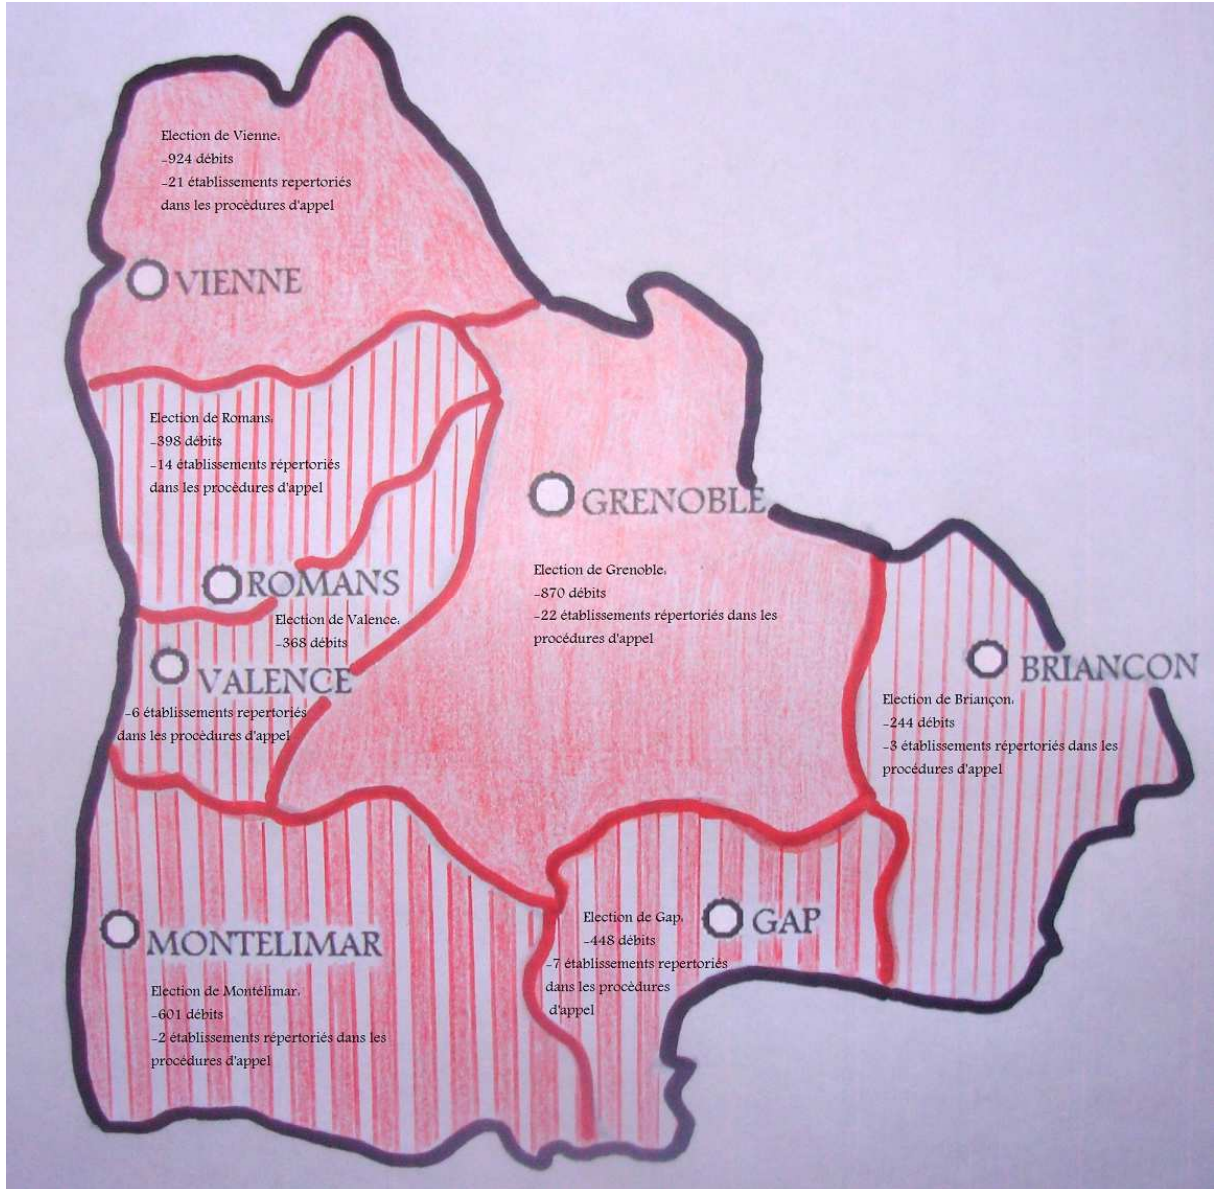 Election de Vienne.
-924 débits
-21 établissements repertoriés
dans les procèdures d'appel
VIENNE
Election de Romans.
-398 débits
-14 établissements répertoriés
dans les procèdures d'appel
GRENOBLE
Election de Grenoble.
-870 débits
-22 établissements répertoriés dans les
procédures d'appel
ROMANS
Election de Valence.
-368 débits
VALENCE
-6 établissements repertoriés
dans les procèdures d'appel
BRIANCON
Election de Briançon.
-244 débits
-3 établissements répertoriés dans les
procédures d'appel
MONTELIMAR
Election de Montélimar.
-601 débits
-2 établissements répertoriés dans les
procédures d'appel
GAP
Election de Gap.
-448 débits
-7 établissements repertoriés
dans les procèdures
d'appel